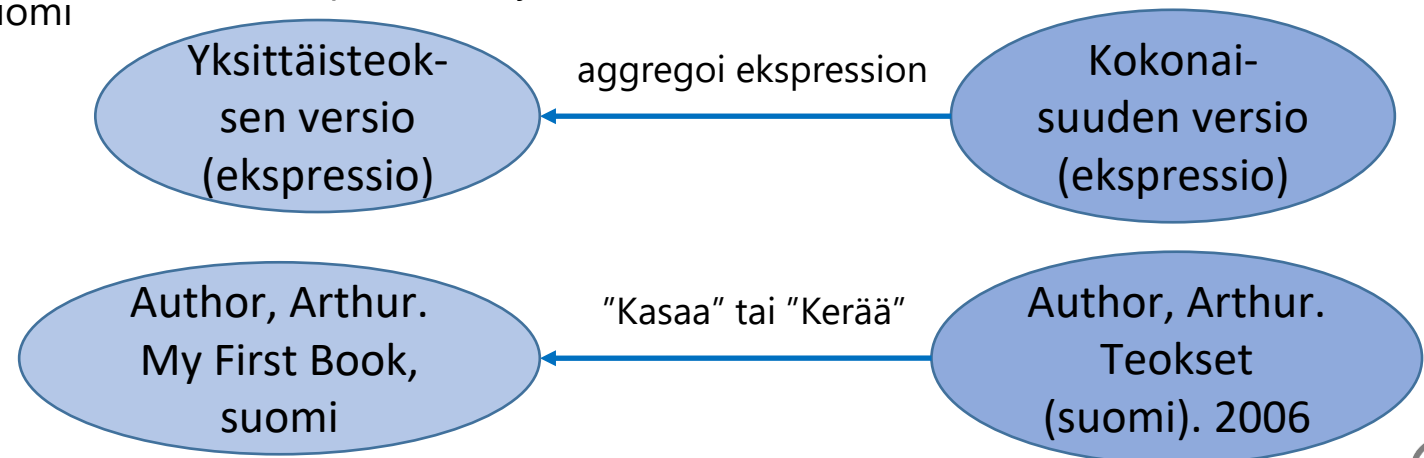 Yksittäisteok-
sen versio
(ekspressio)
aggregoi ekspression
Kokonai-
suuden versio
(ekspressio)
Author, Arthur.
My First Book,
suomi
"Kasaa" tai "Kerää"
Author, Arthur.
Teokset
(suomi). 2006